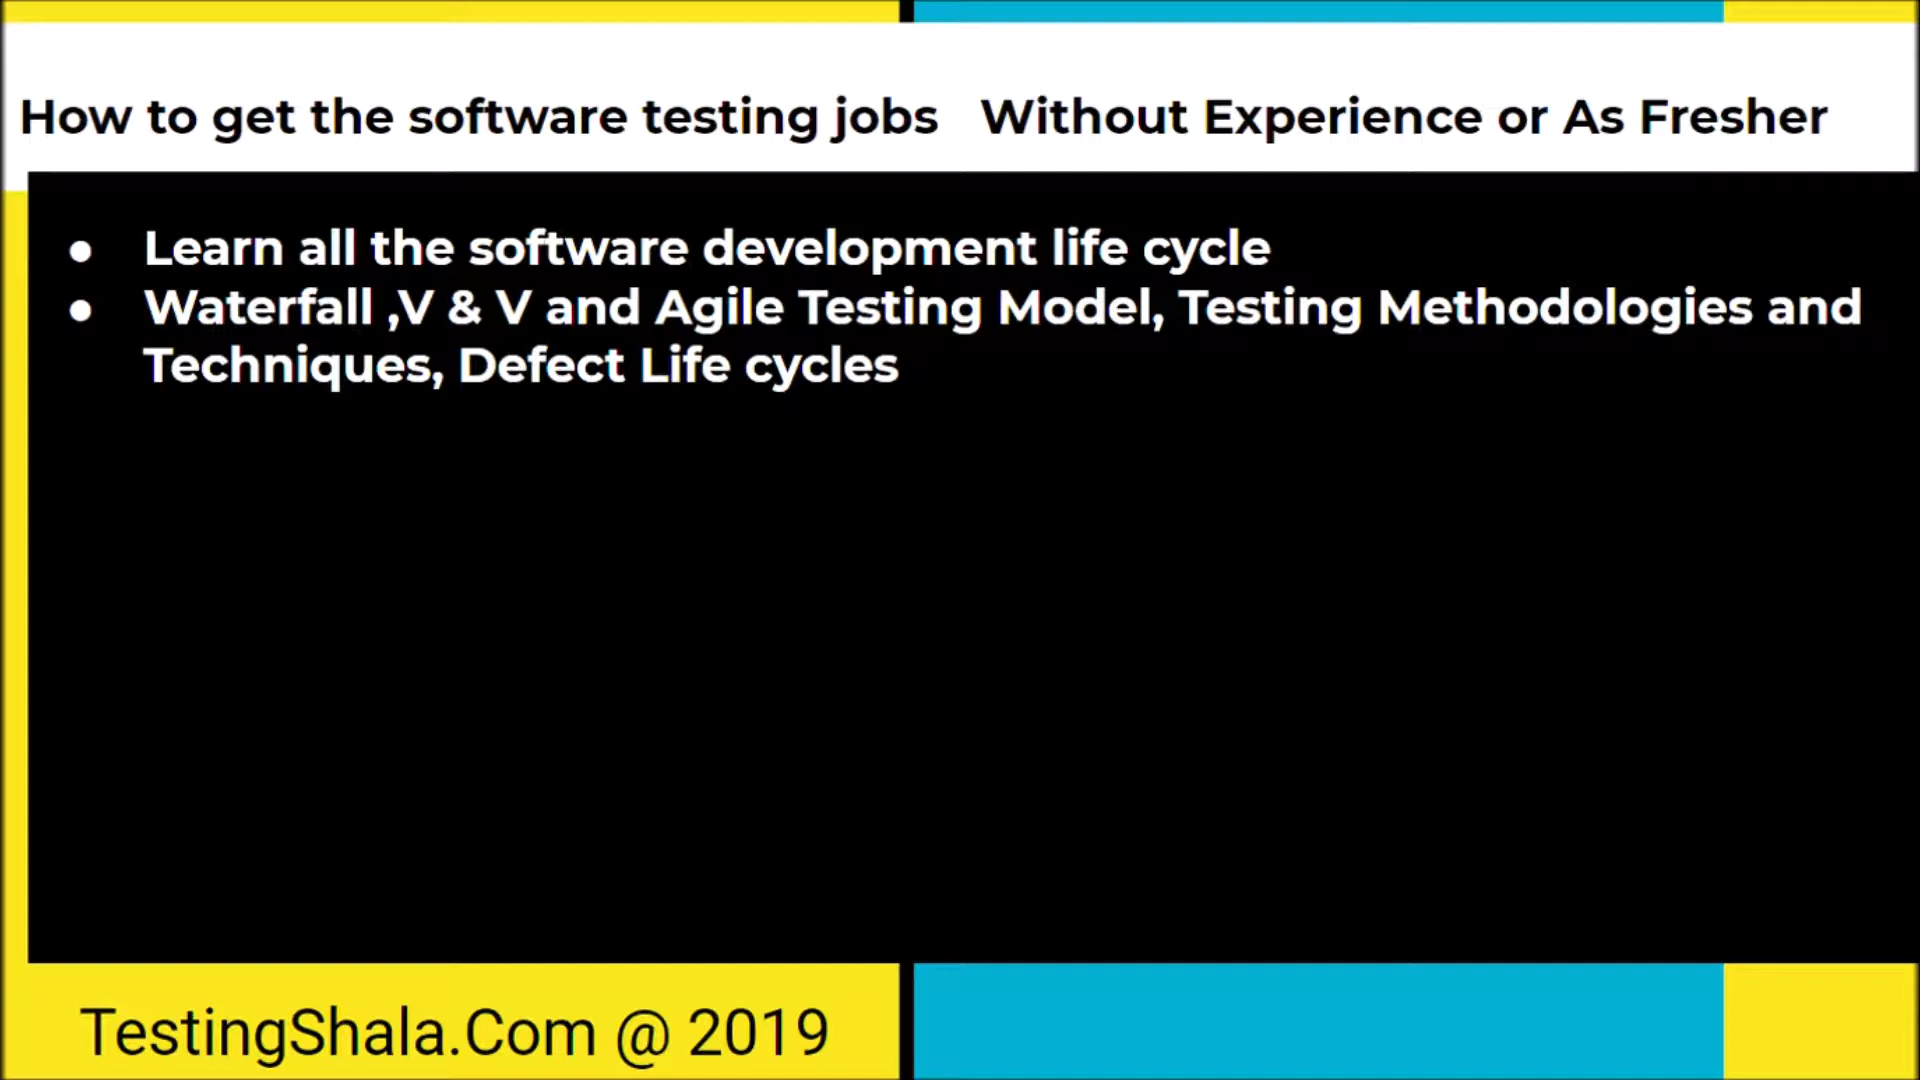 How to get the software testing jobs   Without Experience or As Fresher
● Learn all the software development life cycle
● Waterfall ,V & V and Agile Testing Model, Testing Methodologies and
Techniques, Defect Life cycles
TestingShala.Com @ 2019